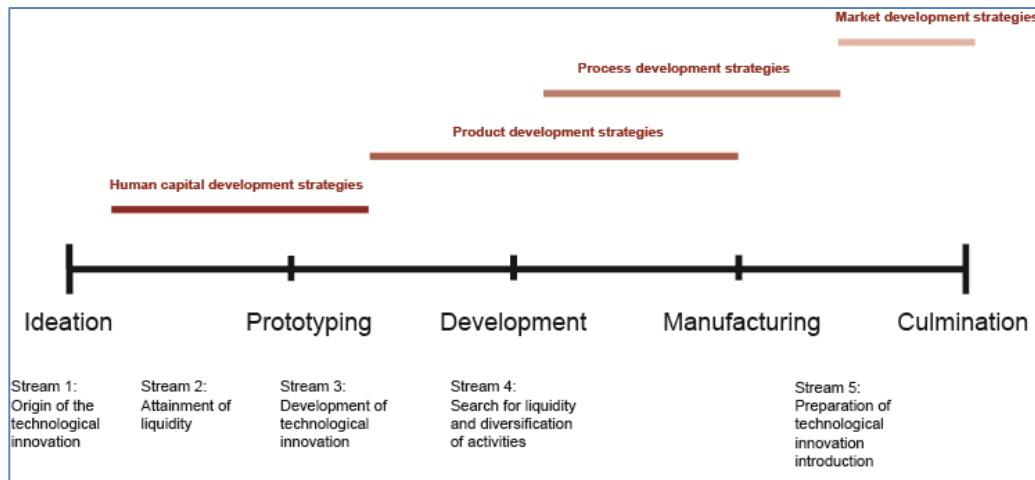 Market development strategies
Process development strategies
Product development strategies
Human capital development strategies
Ideation
Prototyping
Development
Manufacturing
Culmination
Stream 1:
Origin of the
technological
innovation
Stream 2:
Attainment of
liquidity
Stream 3:
Development of
technological
innovation
Stream 4:
Search for liquidity
and diversification
of activities
Stream 5:
Preparation of
technological
innovation
introduction